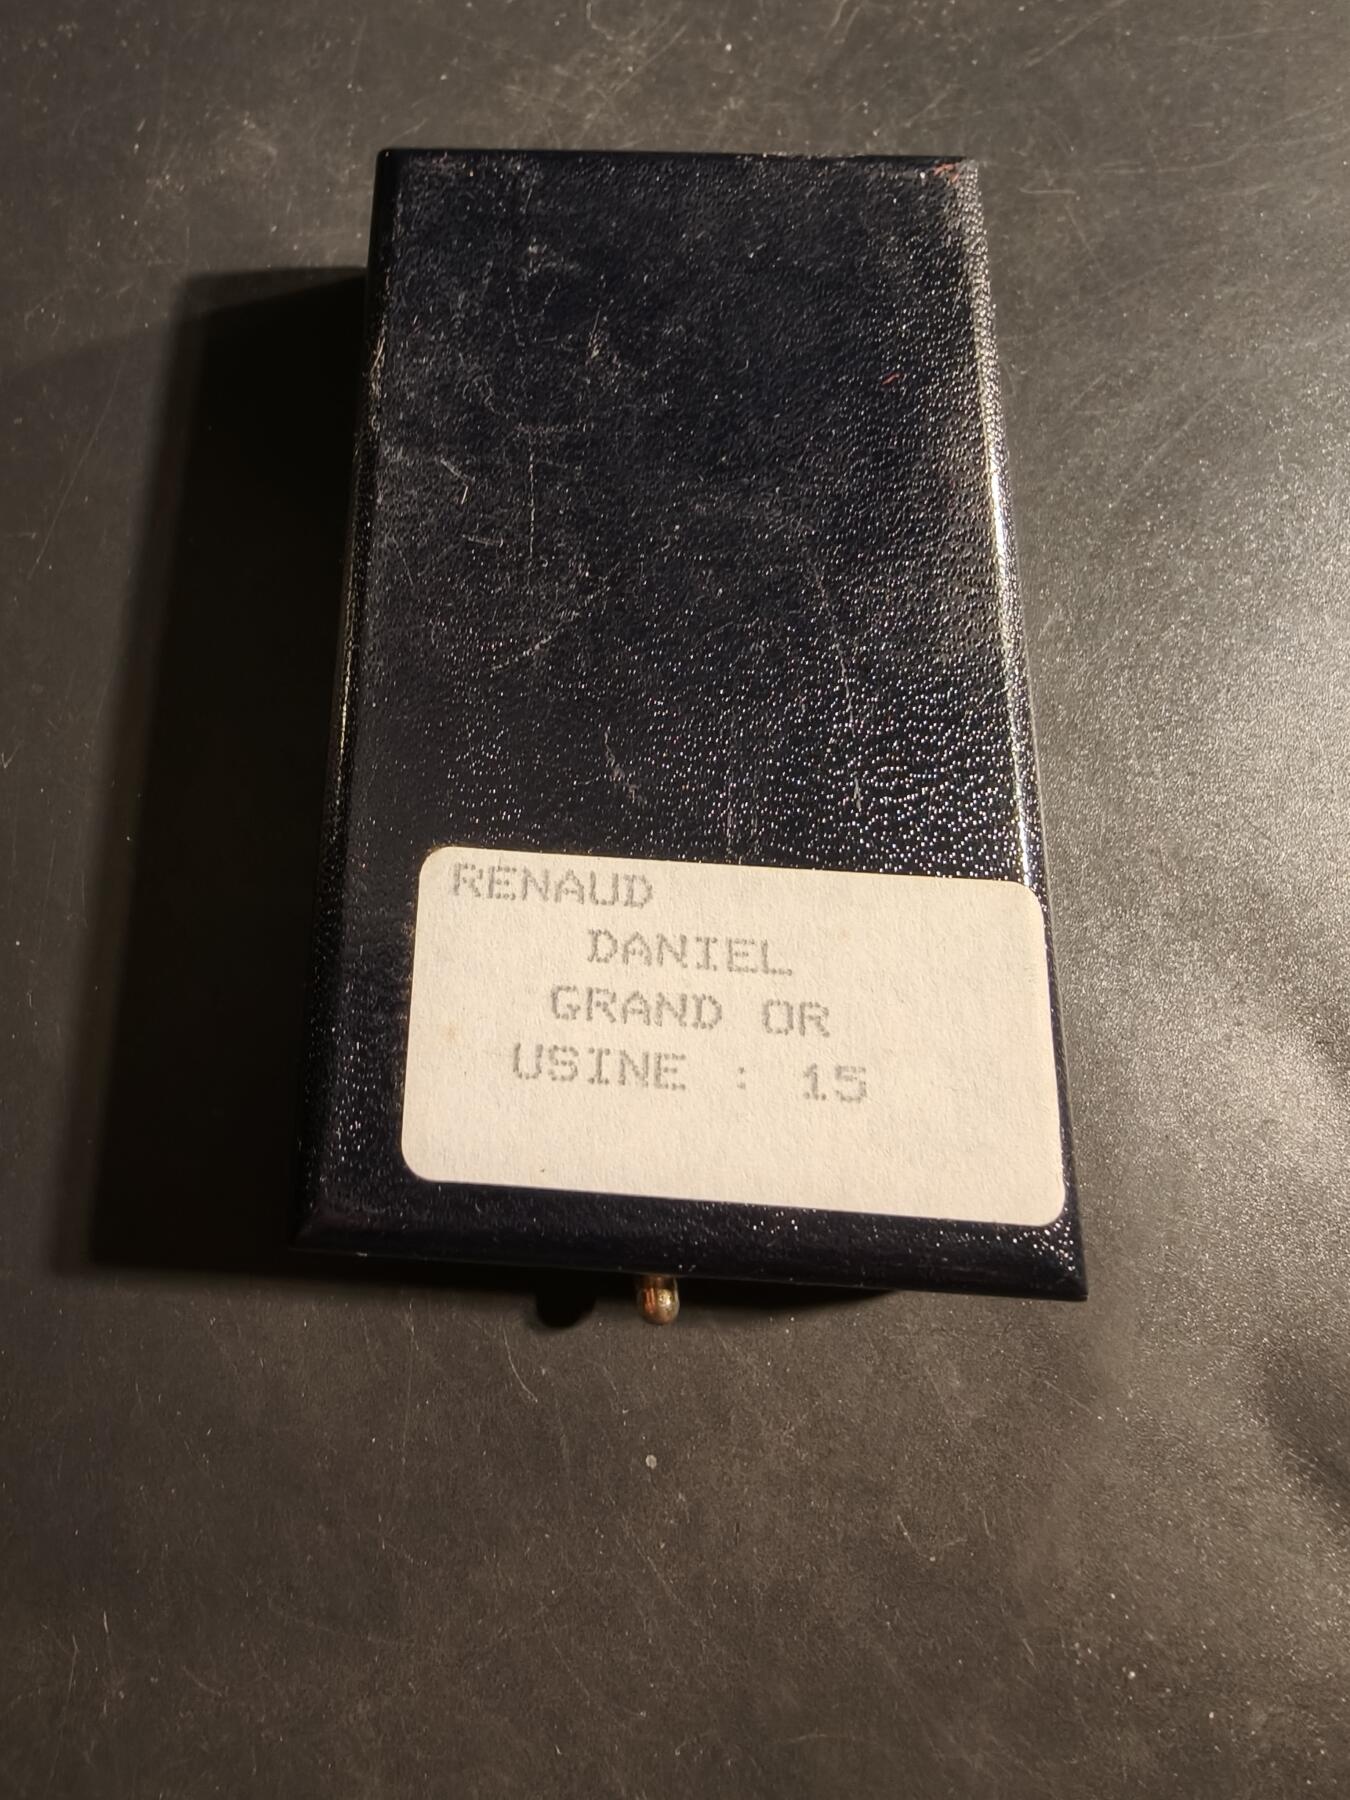 RENAUD
DANIEL
GRAND OR
USINE : 15